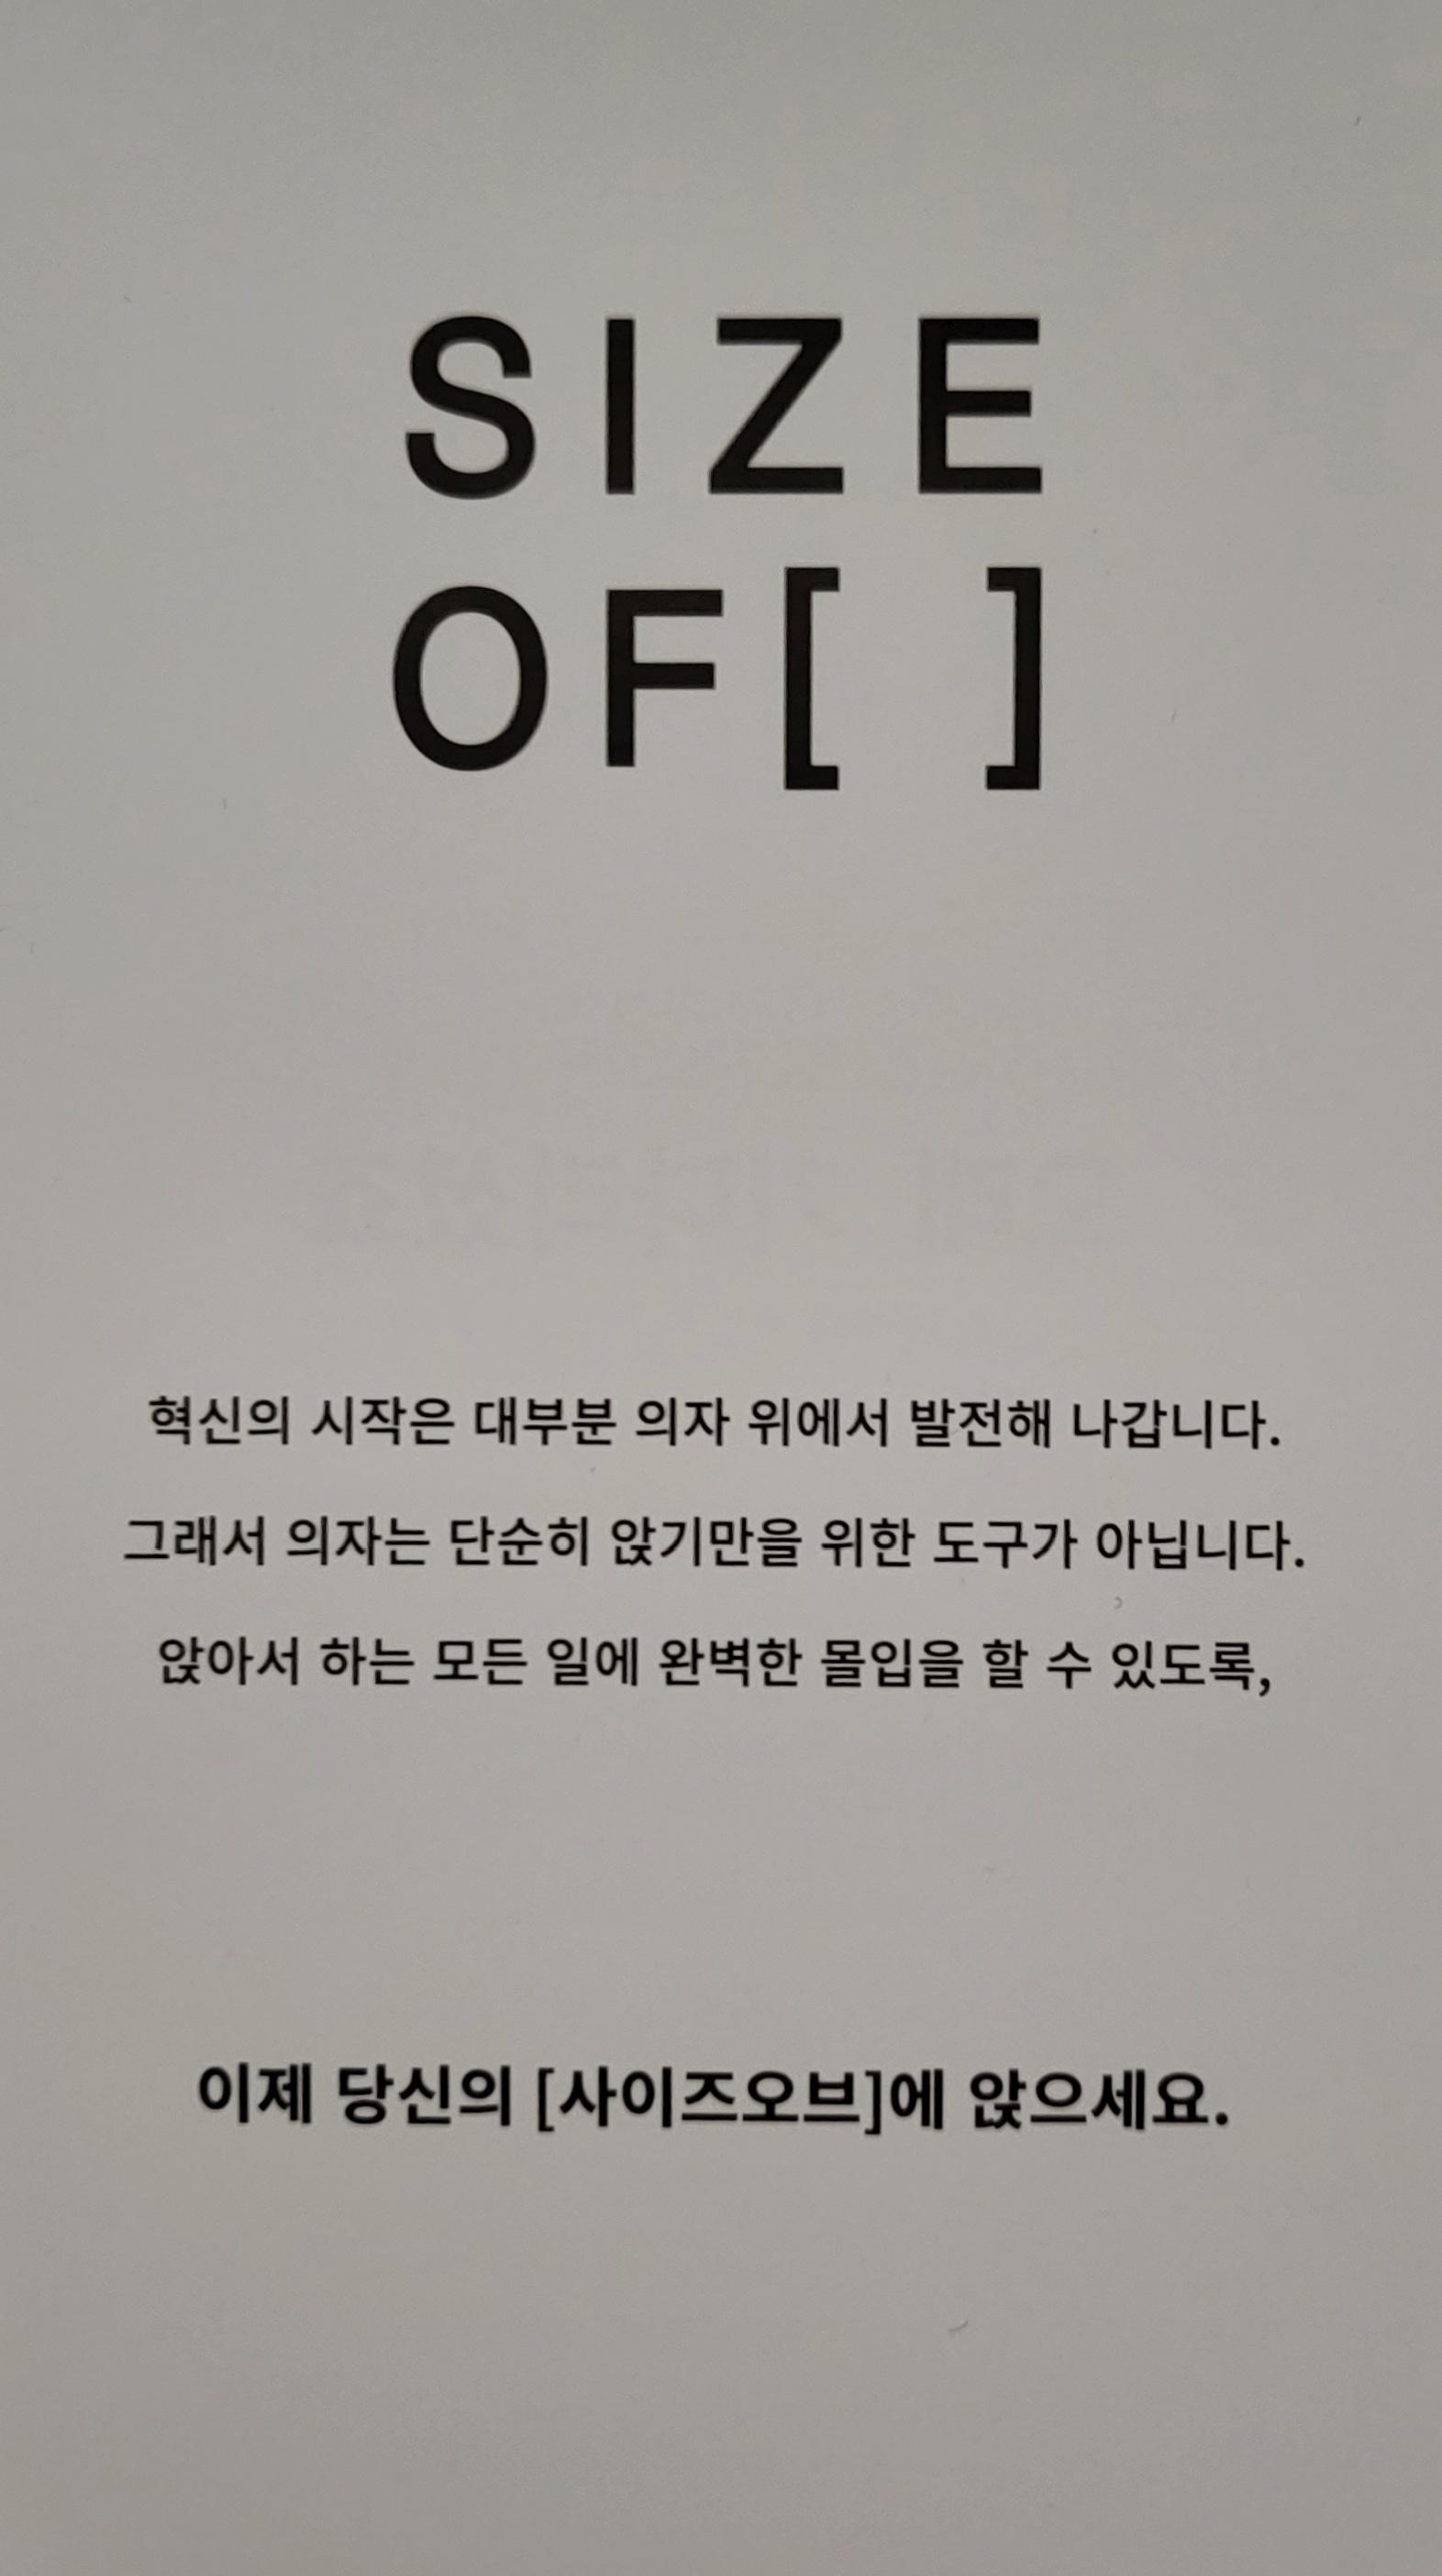 SIZE
OF[ ]
혁신의 시작은 대부분 의자 위에서 발전해 나갑니다.
그래서 의자는 단순히 앉기만을 위한 도구가 아닙니다.
앉아서 하는 모든 일에 완벽한 몰입을 할 수 있도록,
이제 당신의 [사이즈오브]에 앉으세요.